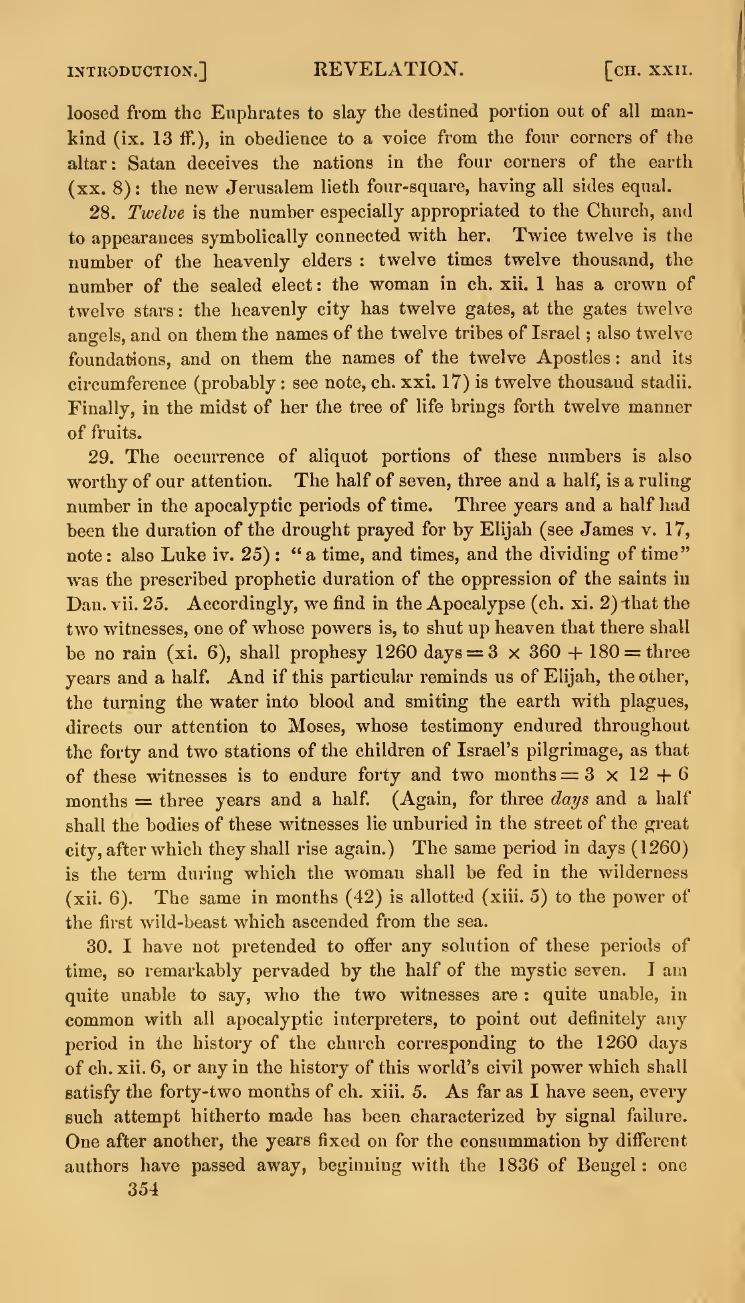 INTRODUCTION.] REVELATION. [CH. XXII.
loosed from the Euphrates to slay the destined portion out of all man-
kind (ix. 13 ff.), in obedience to a voice from the four corners of the
altar: Satan deceives the nations in the four corners of the earth
(xx. 8): the new Jerusalem lieth four-square, having all sides equal.
28. Twelve is the number especially appropriated to the Church, and
to appearances symbolically connected with her. Twice twelve is the
number of the heavenly elders : twelve times twelve thousand, the
number of the sealed elect: the woman in ch. xii. 1 has a crown of
twelve stars: the heavenly city has twelve gates, at the gates twelve
angels, and on them the names of the twelve tribes of Israel ; also twelve
foundations, and on them the names of the twelve Apostles: and its
circumference (probably: see note, ch. xxi. 17) is twelve thousand stadii.
Finally, in the midst of her the tree of life brings forth twelve manner
of fruits.
29. The occurrence of aliquot portions of these numbers is also
worthy of our attention. The half of seven, three and a half, is a ruling
number in the apocalyptic periods of time. Three years and a half had
been the duration of the drought prayed for by Elijah (see James v. 17,
note: also Luke iv. 25): “a time, and times, and the dividing of time”
was the prescribed prophetic duration of the oppression of the saints in
Dan. vii. 25. Accordingly, we find in the Apocalypse (ch. xi. 2) that the
two witnesses, one of whose powers is, to shut up heaven that there shall
be no rain (xi. 6), shall prophesy 1260 days = 3 × 360 + 180 = three
years and a half. And if this particular reminds us of Elijah, the other,
the turning the water into blood and smiting the earth with plagues,
directs our attention to Moses, whose testimony endured throughout
the forty and two stations of the children of Israel’s pilgrimage, as that
of these witnesses is to endure forty and two months = 3 × 12 + 6
months = three years and a half. (Again, for three days and a half
shall the bodies of these witnesses lie unburied in the street of the great
city, after which they shall rise again.) The same period in days (1260)
is the term during which the woman shall be fed in the wilderness
(xii. 6). The same in months (42) is allotted (xiii. 5) to the power of
the first wild-beast which ascended from the sea.
30. I have not pretended to offer any solution of these periods of
time, so remarkably pervaded by the half of the mystic seven. I am
quite unable to say, who the two witnesses are : quite unable, in
common with all apocalyptic interpreters, to point out definitely any
period in the history of the church corresponding to the 1260 days
of ch. xii. 6, or any in the history of this world’s civil power which shall
satisfy the forty-two months of ch. xiii. 5. As far as I have seen, every
such attempt hitherto made has been characterized by signal failure.
One after another, the years fixed on for the consummation by different
authors have passed away, beginning with the 1836 of Bengel : one
354